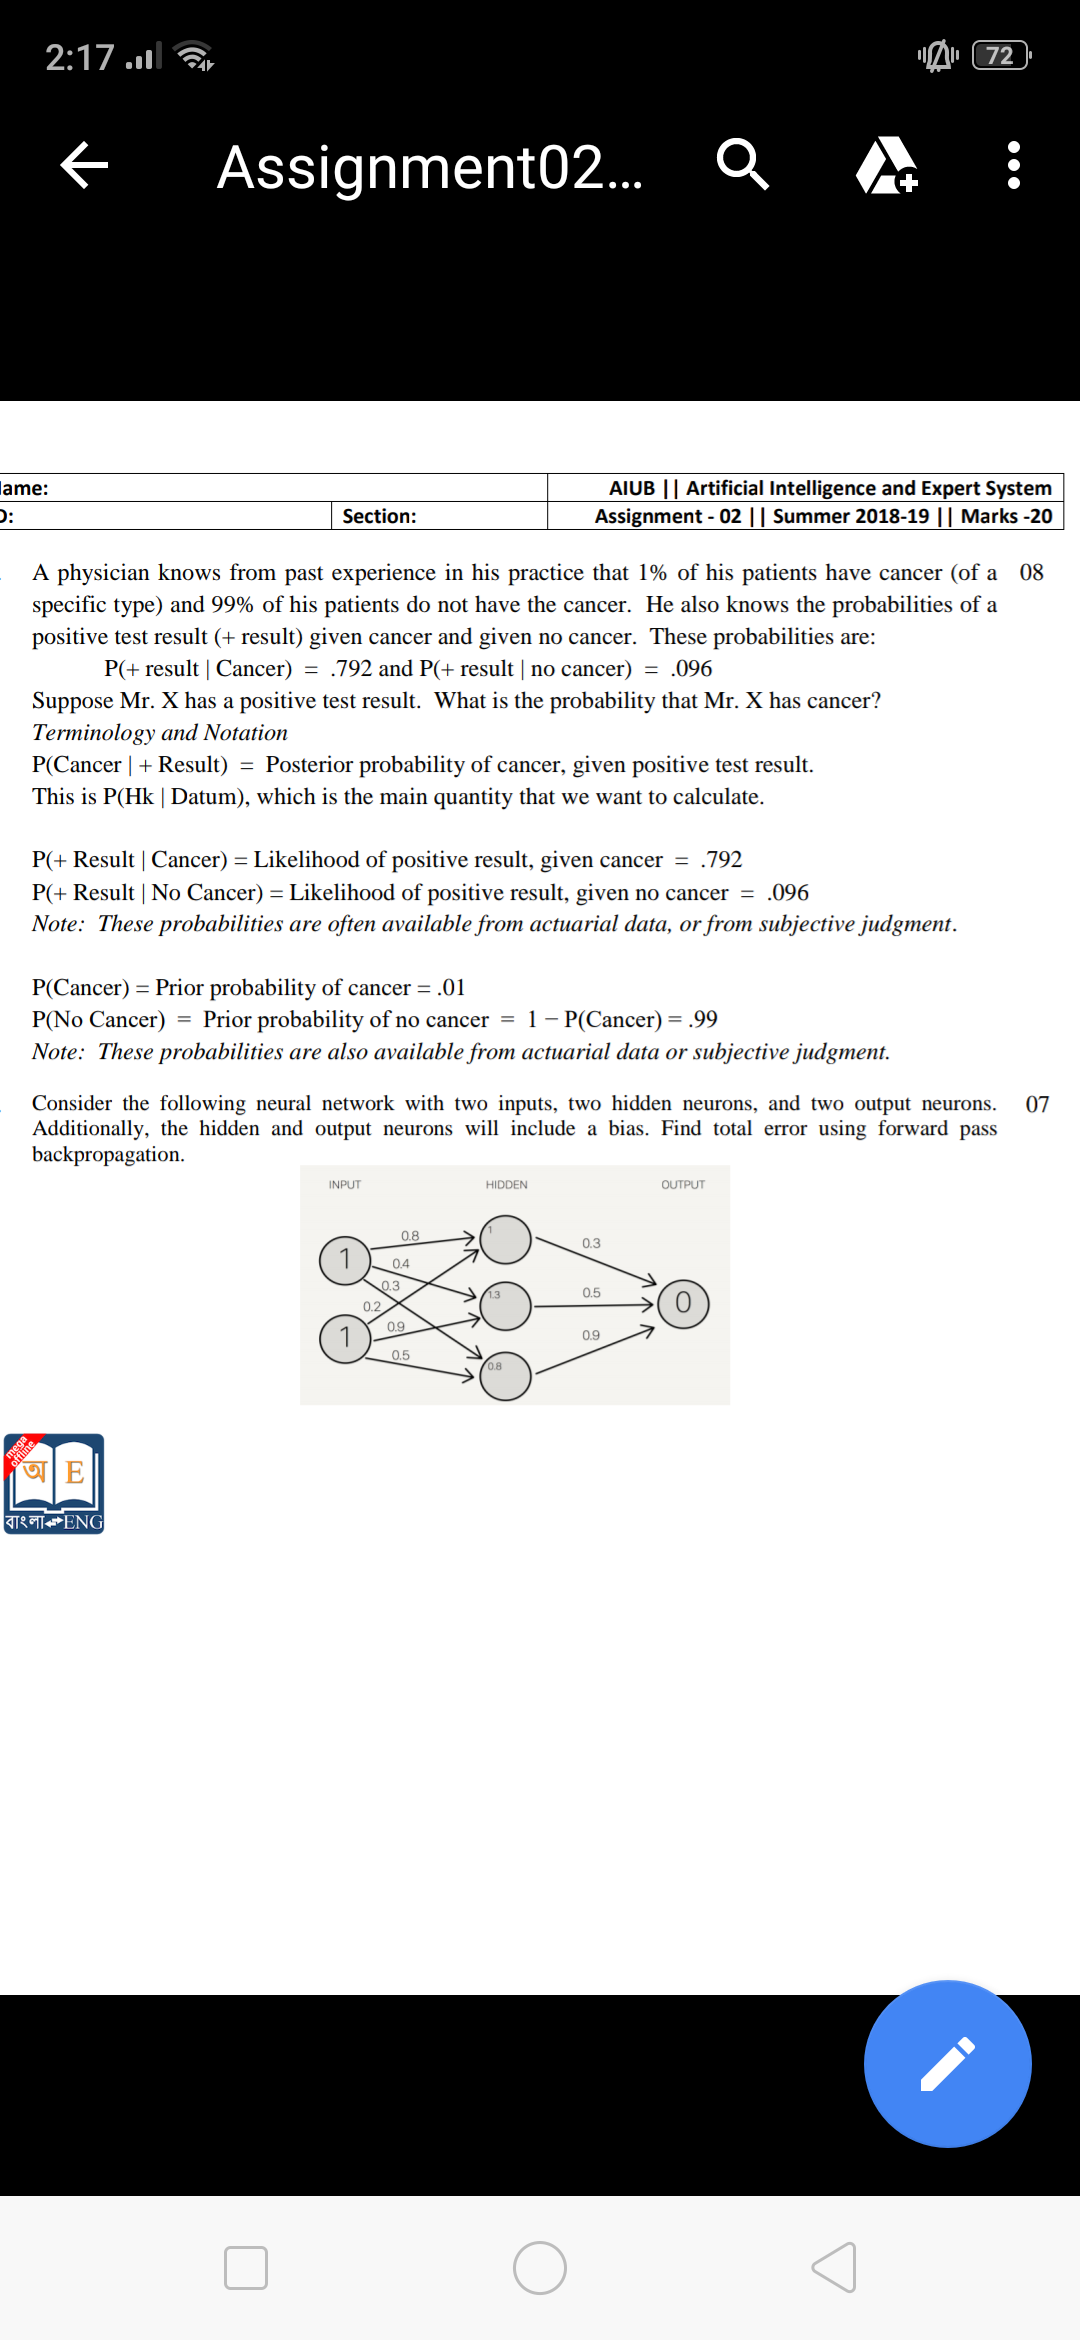 2:17
72
Assignment02...
ame:
AIUB || Artificial Intelligence and Expert System
D:
Section:
Assignment - 02 || Summer 2018-19 || Marks -20
A physician knows from past experience in his practice that 1% of his patients have cancer (of a 08
specific type) and 99% of his patients do not have the cancer. He also knows the probabilities of a
positive test result (+ result) given cancer and given no cancer. These probabilities are:
P(+ result | Cancer) = .792 and P(+ result | no cancer) = .096
Suppose Mr. X has a positive test result. What is the probability that Mr. X has cancer?
Terminology and Notation
P(Cancer | + Result) = Posterior probability of cancer, given positive test result.
This is P(Hk | Datum), which is the main quantity that we want to calculate.
P(+ Result | Cancer) = Likelihood of positive result, given cancer = .792
P(+ Result | No Cancer) = Likelihood of positive result, given no cancer = .096
Note: These probabilities are often available from actuarial data, or from subjective judgment.
P(Cancer) = Prior probability of cancer = .01
P(No Cancer) = Prior probability of no cancer = 1 – P(Cancer) = .99
Note: These probabilities are also available from actuarial data or subjective judgment.
Consider the following neural network with two inputs, two hidden neurons, and two output neurons. 07
Additionally, the hidden and output neurons will include a bias. Find total error using forward pass
backpropagation.
INPUT HIDDEN OUTPUT
0.8
1
0.3
1
0.4
0.3
1.3
0.5
0
0.2
0.9
1
0.9
0.5
0.8
mega offline
অ E
বাংলা ENG